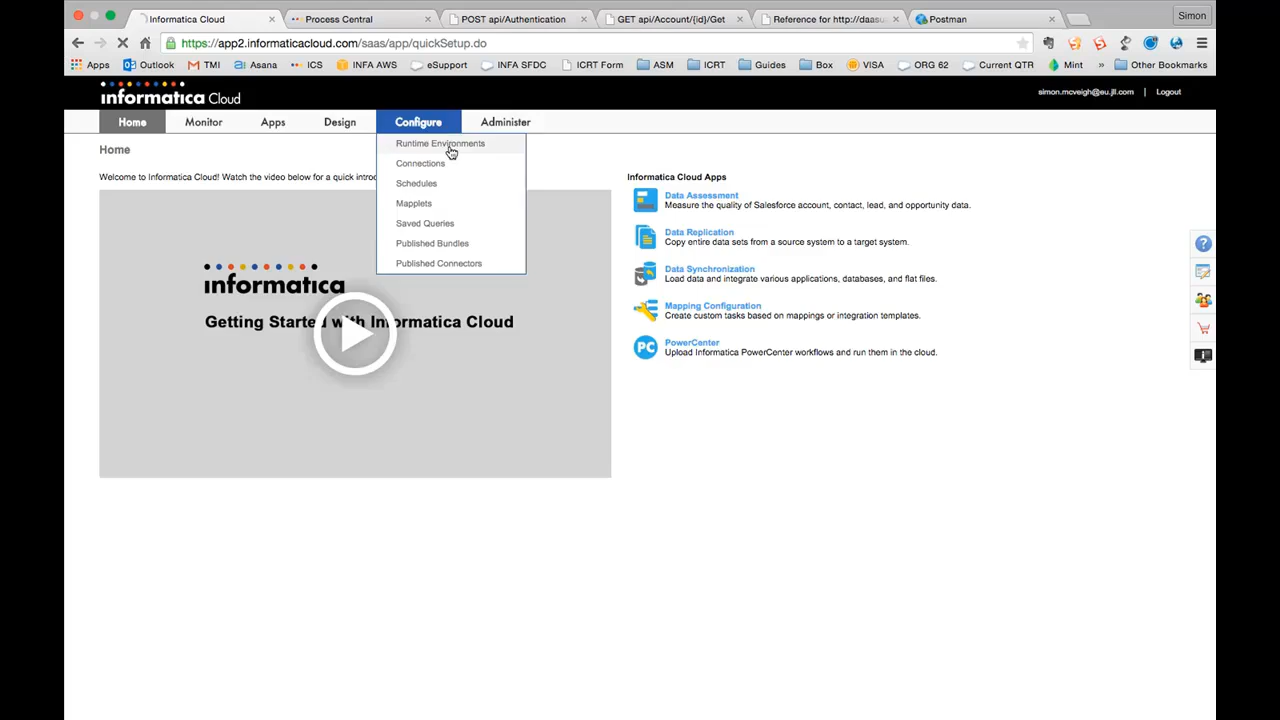 Informatica Cloud
Process Central
POST api/Authentication
GET api/Account/{id}/Get
Reference for http://daasu
Postman
Simon
https://app2.informaticacloud.com/saas/app/quickSetup.do
Apps
Outlook
TMI
Asana
ICS
INFA AWS
eSupport
INFA SFDC
ICRT Form
ASM
ICRT
Guides
Box
VISA
ORG 62
Current QTR
Mint
»
Other Bookmarks
informatica Cloud
simon.mcveigh@eu.jll.com | Logout
Home
Monitor
Apps
Design
Configure
Administer
Runtime Environments
Connections
Schedules
Mapplets
Saved Queries
Published Bundles
Published Connectors
Home
Welcome to Informatica Cloud! Watch the video below for a quick introd
informatica
Getting Started with Informatica Cloud
Informatica Cloud Apps
Data Assessment
Measure the quality of Salesforce account, contact, lead, and opportunity data.
Data Replication
Copy entire data sets from a source system to a target system.
Data Synchronization
Load data and integrate various applications, databases, and flat files.
Mapping Configuration
Create custom tasks based on mappings or integration templates.
PC
PowerCenter
Upload Informatica PowerCenter workflows and run them in the cloud.